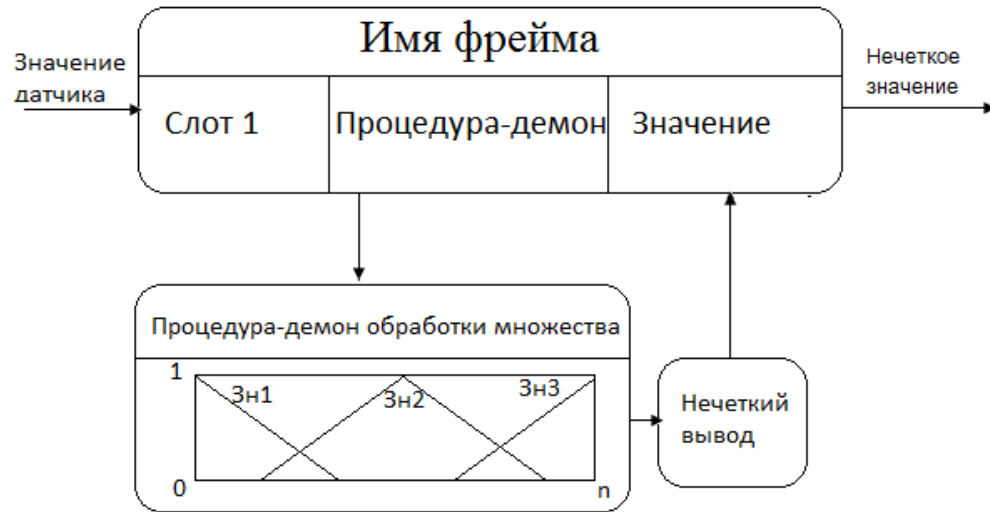 Имя фрейма
Значение
датчика
Нечеткое
значение
Слот 1
Процедура-демон
Значение
Процедура-демон обработки множества
1
Зн1
Зн2
Зн3
0
n
Нечеткий
вывод